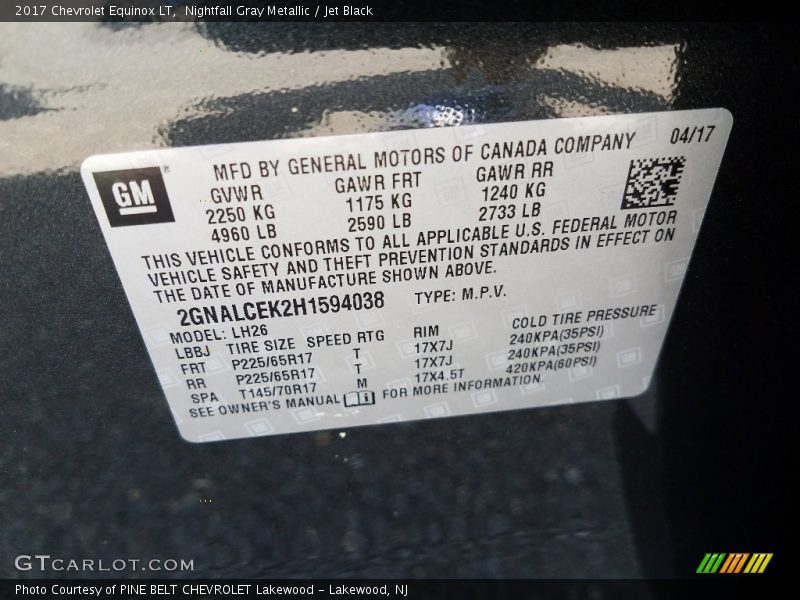 2017 Chevrolet Equinox LT, Nightfall Gray Metallic / Jet Black
MFD BY GENERAL MOTORS OF CANADA COMPANY 04/17
GM
GVWR GAWR FRT GAWR RR
2250 KG 1175 KG 1240 KG
4960 LB 2590 LB 2733 LB
THIS VEHICLE CONFORMS TO ALL APPLICABLE U.S. FEDERAL MOTOR
VEHICLE SAFETY AND THEFT PREVENTION STANDARDS IN EFFECT ON
THE DATE OF MANUFACTURE SHOWN ABOVE.
2GNALCEK2H1594038 TYPE: M.P.V.
MODEL: LH26
LBBJ TIRE SIZE SPEED RTG RIM COLD TIRE PRESSURE
FRT P225/65R17 T 17X7J 240KPA(35PSI)
RR P225/65R17 T 17X7J 240KPA(35PSI)
SPA T145/70R17 M 17X4.5T 420KPA(60PSI)
SEE OWNER'S MANUAL FOR MORE INFORMATION.
GTCARLOT.COM
Photo Courtesy of PINE BELT CHEVROLET Lakewood - Lakewood, NJ